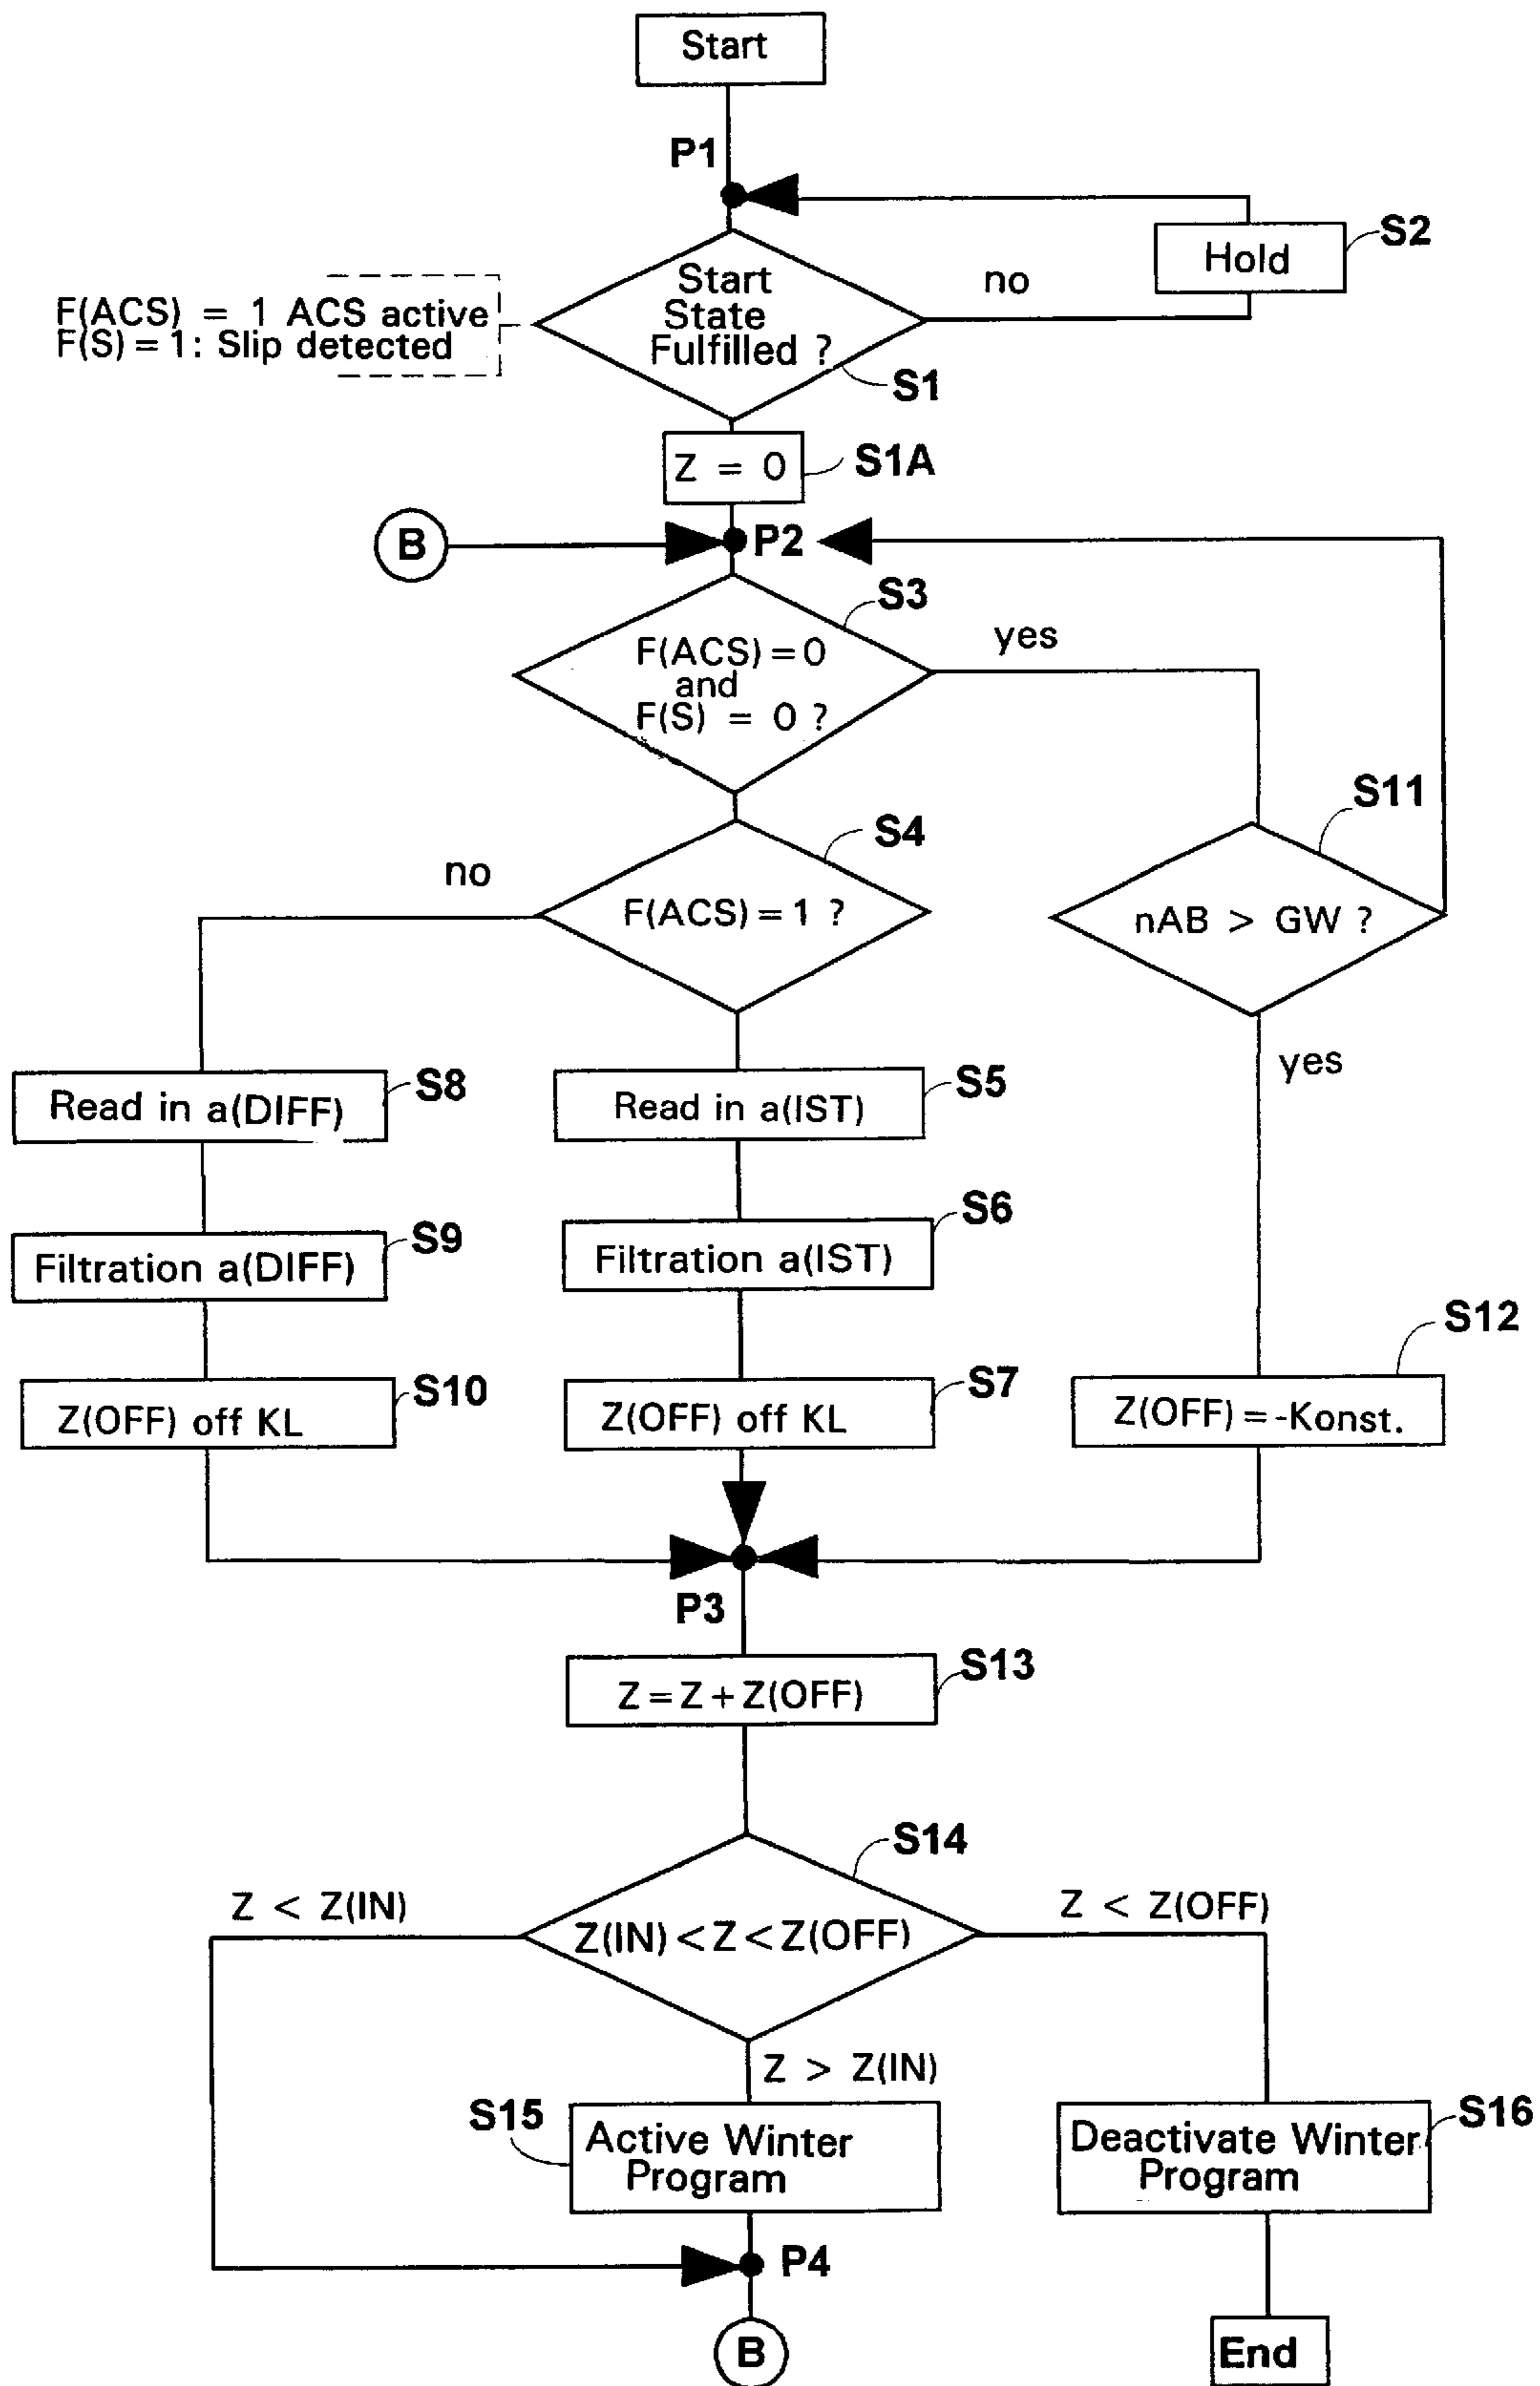 Start
P1
S2
Hold
no
Start
State
Fulfilled ?
F(ACS) = 1 ACS active
F(S) = 1: Slip detected
S1
Z = 0
S1A
B
P2
S3
F(ACS) = 0
and
F(S) = 0 ?
yes
S11
S4
no
F(ACS) = 1 ?
nAB > GW ?
yes
S8
Read in a(DIFF)
S5
Read in a(IST)
S9
Filtration a(DIFF)
S6
Filtration a(IST)
S12
S10
Z(OFF) off KL
S7
Z(OFF) off KL
Z(OFF) = -Konst.
P3
S13
Z = Z + Z(OFF)
S14
Z < Z(IN)
Z(IN) < Z < Z(OFF)
Z < Z(OFF)
Z > Z(IN)
S15
Active Winter
Program
S16
Deactivate Winter
Program
P4
B
End